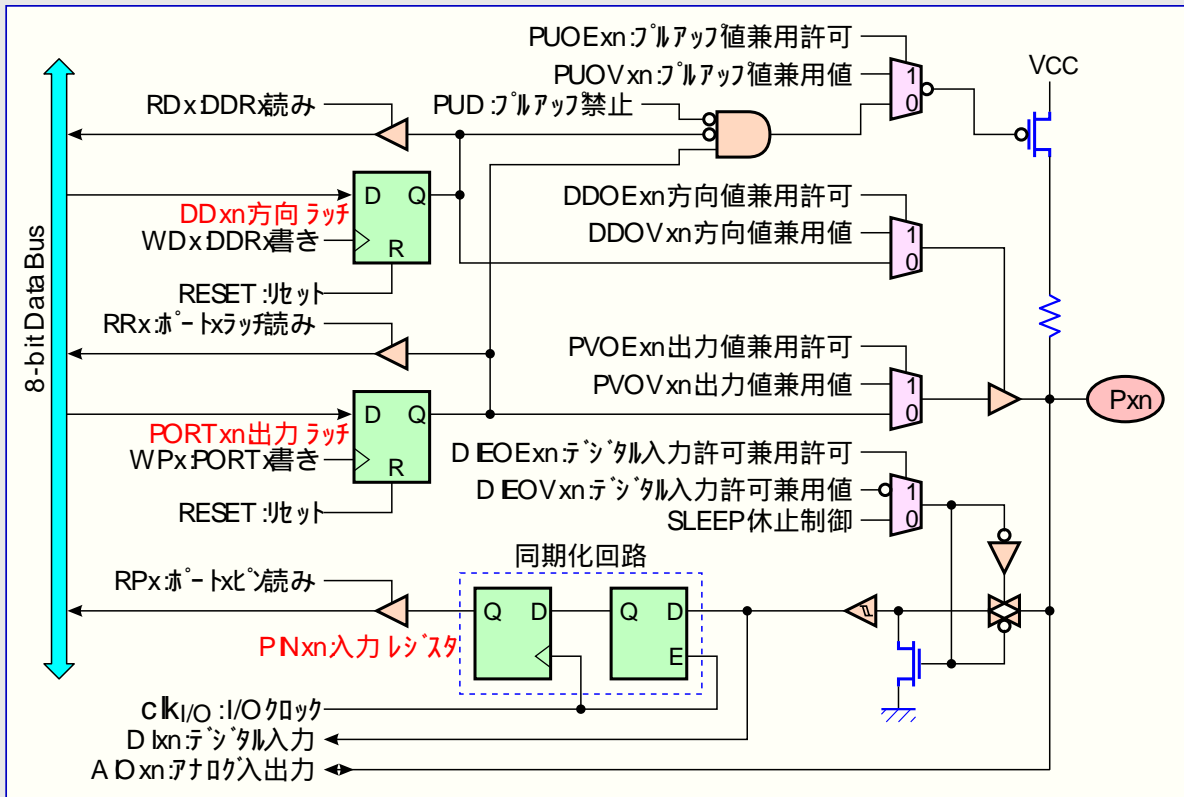 PUOExn:プルアップ値兼用許可
PUOVxn:プルアップ値兼用値
PUD:プルアップ禁止
1
0
VCC
RDx:DDRx読み
D Q
R
DDxn方向ラッチ
WDx:DDRx書き
RESET:リセット
DDOExn方向値兼用許可
DDOVxn方向値兼用値
1
0
8-bit Data Bus
RRx:ポートxラッチ読み
PVOExn出力値兼用許可
PVOVxn出力値兼用値
1
0
Pxn
D Q
R
PORTxn出力ラッチ
WPx:PORTx書き
RESET:リセット
DIEOExn:デジタル入力許可兼用許可
DIEOVxn:デジタル入力許可兼用値
SLEEP休止制御
1
0
同期化回路
RPx:ポートxピン読み
Q D
Q D
E
PINxn:入力レジスタ
clkI/O:I/Oクロック
DIxn:デジタル入力
AIOxn:アナログ入出力